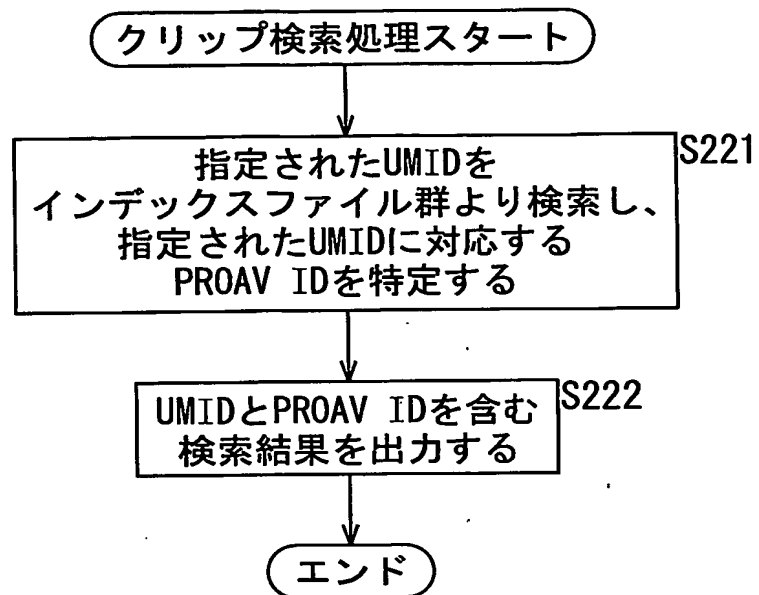 クリップ検索処理スタート
S221
指定されたUMIDを
インデックスファイル群より検索し、
指定されたUMIDに対応する
PROAV IDを特定する
S222
UMIDとPROAV IDを含む
検索結果を出力する
エンド